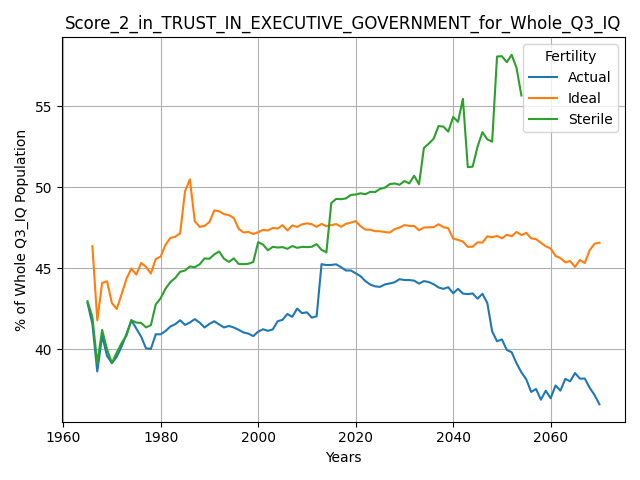 Score_2_in_TRUST_IN_EXECUTIVE_GOVERNMENT_for_Whole_Q3_IQ
Fertility
Actual
Ideal
Sterile
% of Whole Q3_IQ Population
55
50
45
40
1960 1980 2000 2020 2040 2060
Years